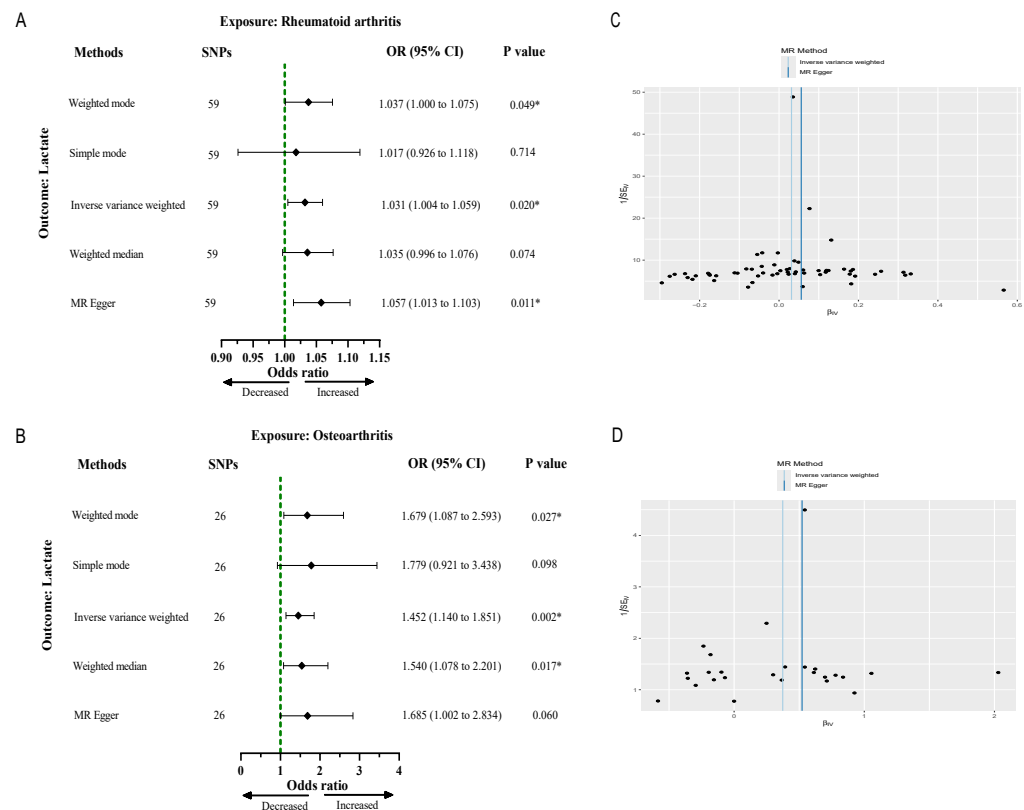 A
Exposure: Rheumatoid arthritis
Methods SNPs OR (95% CI) P value
Outcome: Lactate
Weighted mode 59 1.037 (1.000 to 1.075) 0.049*
Simple mode 59 1.017 (0.926 to 1.118) 0.714
Inverse variance weighted 59 1.031 (1.004 to 1.059) 0.020*
Weighted median 59 1.035 (0.996 to 1.076) 0.074
MR Egger 59 1.057 (1.013 to 1.103) 0.011*
0.90 0.95 1.00 1.05 1.10 1.15
Odds ratio
Decreased Increased
C
MR Method
Inverse variance weighted
MR Egger
50
40
30
20
10
1/SE_IV
−0.2 0.0 0.2 0.4 0.6
β_IV
B
Exposure: Osteoarthritis
Methods SNPs OR (95% CI) P value
Outcome: Lactate
Weighted mode 26 1.679 (1.087 to 2.593) 0.027*
Simple mode 26 1.779 (0.921 to 3.438) 0.098
Inverse variance weighted 26 1.452 (1.140 to 1.851) 0.002*
Weighted median 26 1.540 (1.078 to 2.201) 0.017*
MR Egger 26 1.685 (1.002 to 2.834) 0.060
0 1 2 3 4
Odds ratio
Decreased Increased
D
MR Method
Inverse variance weighted
MR Egger
4
3
2
1
1/SE_IV
0 1 2
β_IV